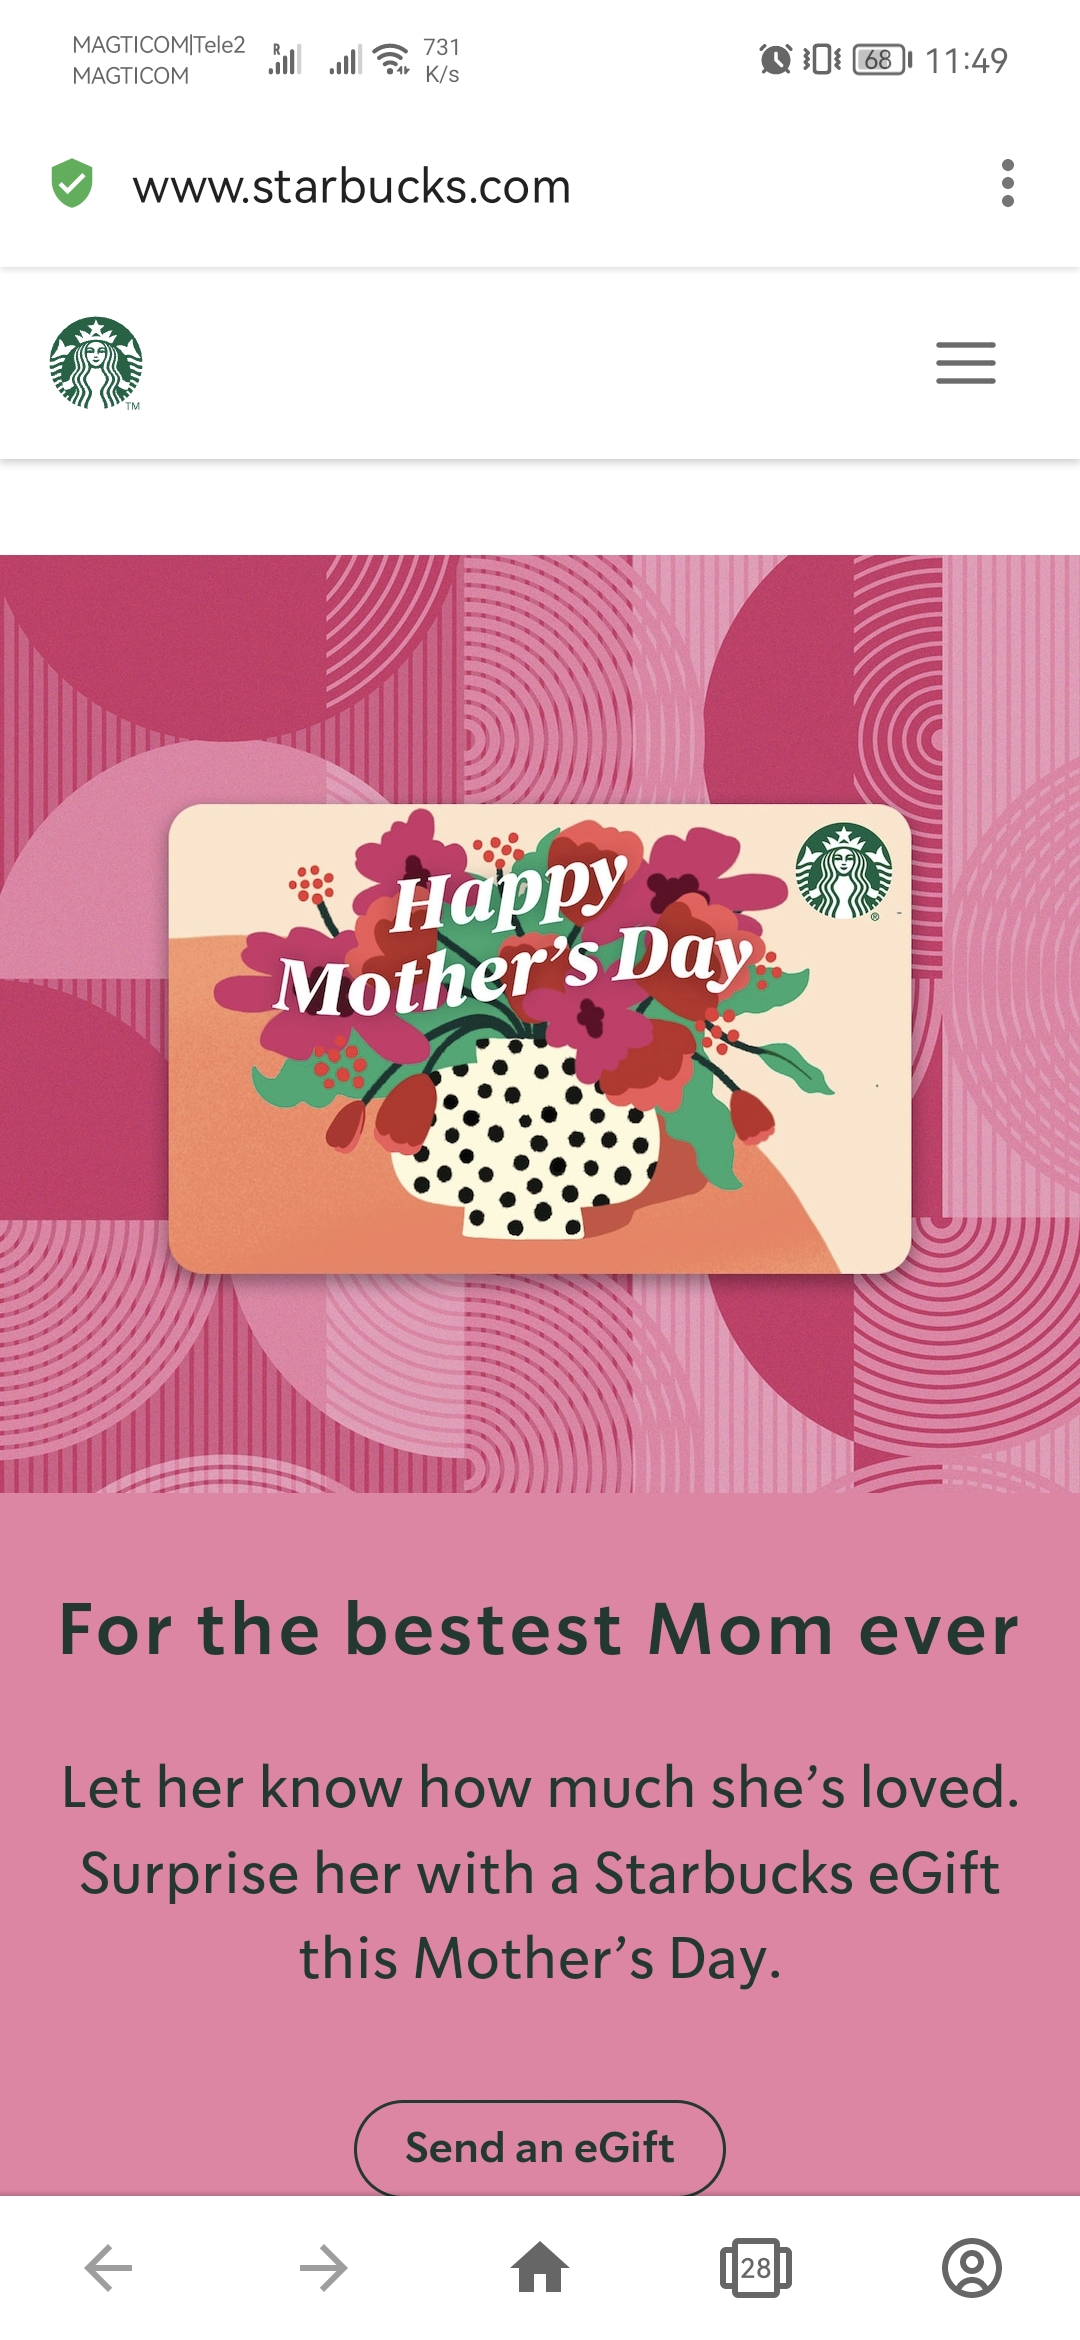 MAGTICOM|Tele2
MAGTICOM
R
731
K/s
68
11:49
www.starbucks.com
TM
Happy
Mother's Day
®
For the bestest Mom ever
Let her know how much she's loved.
Surprise her with a Starbucks eGift
this Mother's Day.
Send an eGift
28